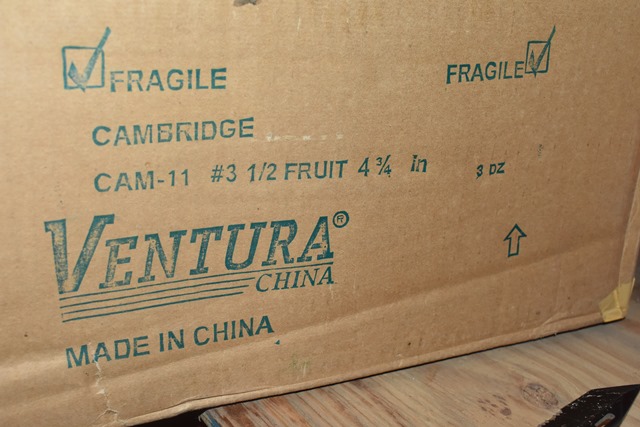 FRAGILE FRAGILE
CAMBRIDGE
CAM-11 #3 1/2 FRUIT 4 3/4 in 3 DZ
VENTURA®
CHINA
MADE IN CHINA